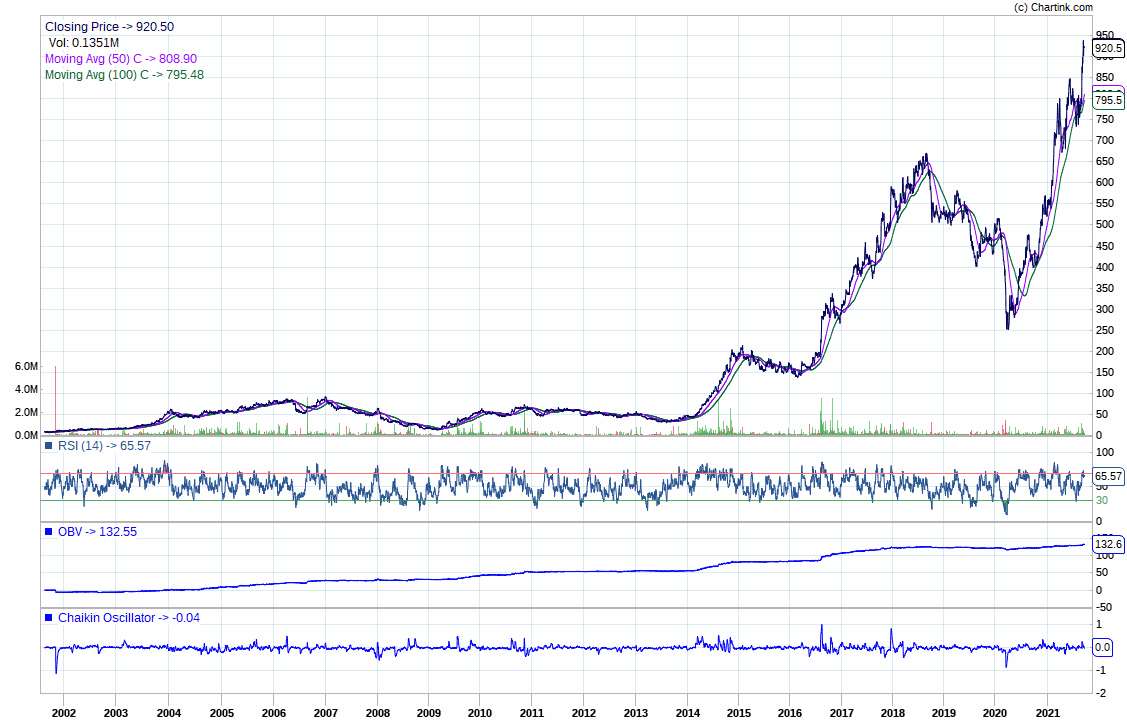 (c) Chartink.com
Closing Price -> 920.50
Vol: 0.1351M
Moving Avg (50) C -> 808.90
Moving Avg (100) C -> 795.48
950
920.5
850
795.5
750
700
650
600
550
500
450
400
350
300
250
200
150
100
50
0
6.0M
4.0M
2.0M
0.0M
RSI (14) -> 65.57
100
65.57
30
0
OBV -> 132.55
132.6
100
50
0
-50
Chaikin Oscillator -> -0.04
1
0.0
-1
-2
2002 2003 2004 2005 2006 2007 2008 2009 2010 2011 2012 2013 2014 2015 2016 2017 2018 2019 2020 2021